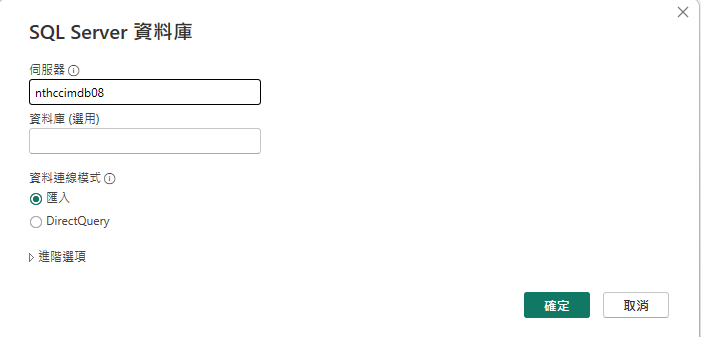 SQL Server 資料庫
伺服器
nthccimdb08
資料庫 (選用)
資料連線模式
匯入
DirectQuery
進階選項
確定 取消